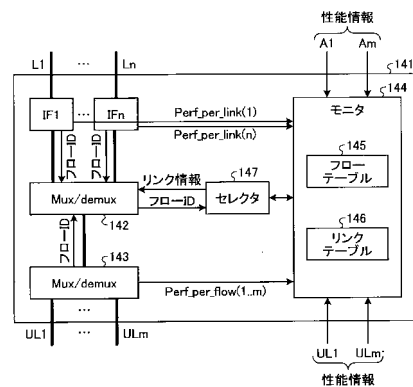 性能情報
A1 Am
L1 … Ln
141
144
IF1 … IFn
Perf_per_link(1)
Perf_per_link(n)
モニタ
フローID
フローID
145
フロー
テーブル
リンク情報
147
フローID
セレクタ
Mux/demux
142
146
リンク
テーブル
フローID
143
Mux/demux
Perf_per_flow(1..m)
…
UL1 … ULm
UL1 ULm
性能情報